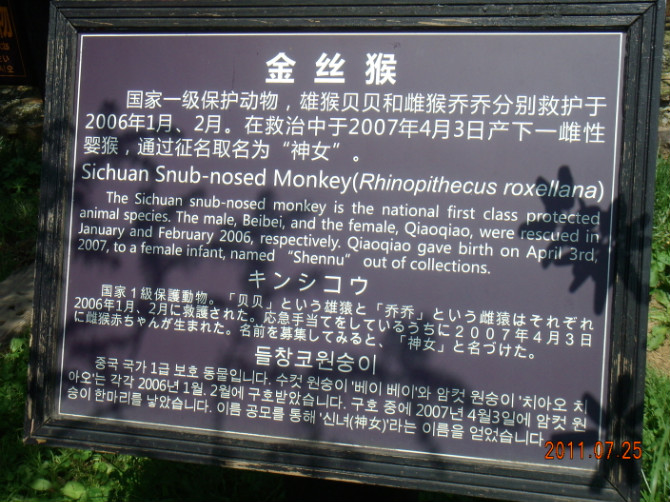 金丝猴
国家一级保护动物，雄猴贝贝和雌猴乔乔分别救护于
2006年1月、2月。在救治中于2007年4月3日产下一雌性
婴猴，通过征名取名为“神女”。
Sichuan Snub-nosed Monkey(Rhinopithecus roxellana)
The Sichuan snub-nosed monkey is the national first class protected
animal species. The male, Beibei, and the female, Qiaoqiao, were rescued in
January and February 2006, respectively. Qiaoqiao gave birth on April 3rd,
2007, to a female infant, named “Shennu” out of collections.
キンシコウ
国家１級保護動物。「贝贝」という雄猿と「乔乔」という雌猿はそれぞれ
2006年1月、2月に救護された。応急手当てをしているうちに２００７年４月３日
に雌猴赤ちゃんが生まれた。名前を募集してみると、「神女」と名づけた。
들창코원숭이
중국 국가 1급 보호 동물입니다. 수컷 원숭이 '베이 베이'와 암컷 원숭이 '치아오 치
아오'는 각각 2006년 1월. 2월에 구호받았습니다. 구호 중에 2007년 4월3일에 암컷 원
숭이 한마리를 낳았습니다. 이름 공모를 통해 '신녀(神女)'라는 이름을 얻었습니다
2011.07.25